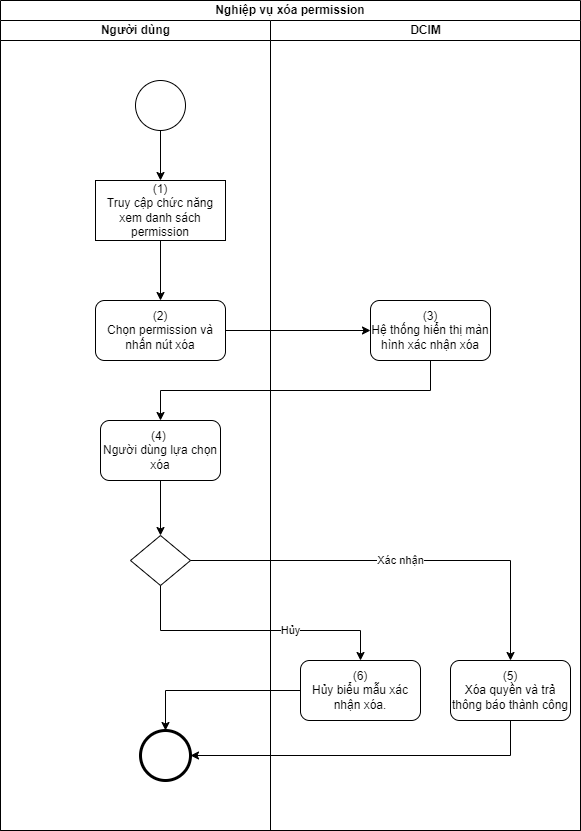 Nghiệp vụ xóa permission
Người dùng
DCIM
(1)
Truy cập chức năng
xem danh sách
permission
(2)
Chọn permission và
nhấn nút xóa
(3)
Hệ thống hiển thị màn
hình xác nhận xóa
(4)
Người dùng lựa chọn
xóa
Xác nhận
Hủy
(6)
Hủy biểu mẫu xác
nhận xóa.
(5)
Xóa quyền và trả
thông báo thành công